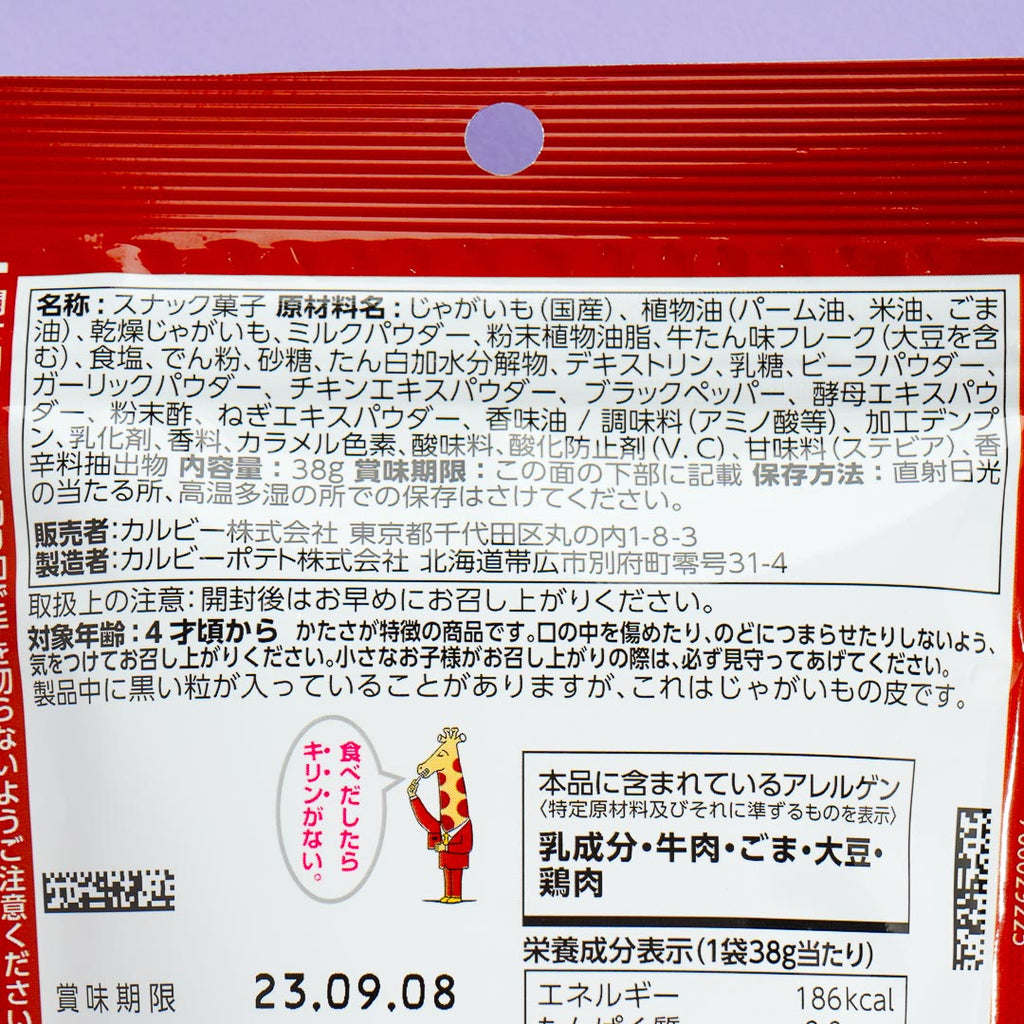 名称：スナック菓子 原材料名：じゃがいも（国産）、植物油（パーム油、米油、ごま
油）、乾燥じゃがいも、ミルクパウダー、粉末植物油脂、牛たん味フレーク（大豆を含
む）、食塩、でん粉、砂糖、たん白加水分解物、デキストリン、乳糖、ビーフパウダー、
ガーリックパウダー、チキンエキスパウダー、ブラックペッパー、酵母エキスパウ
ダー、粉末酢、ねぎエキスパウダー、香味油 / 調味料（アミノ酸等）、加工デンプ
ン、乳化剤、香料、カラメル色素、酸味料、酸化防止剤（V.C）、甘味料（ステビア）、香
辛料抽出物 内容量：38g 賞味期限：この面の下部に記載 保存方法：直射日光
の当たる所、高温多湿の所での保存はさけてください。
販売者：カルビー株式会社 東京都千代田区丸の内1-8-3
製造者：カルビーポテト株式会社 北海道帯広市別府町零号31-4
取扱上の注意：開封後はお早めにお召し上がりください。
対象年齢：4才頃から かたさが特徴の商品です。口の中を傷めたり、のどにつまらせたりしないよう、
気をつけてお召し上がりください。小さなお子様がお召し上がりの際は、必ず見守ってあげてください。
製品中に黒い粒が入っていることがありますが、これはじゃがいもの皮です。
食べだしたら
キリンがない。
本品に含まれているアレルゲン
〈特定原材料及びそれに準ずるものを表示〉
乳成分・牛肉・ごま・大豆・
鶏肉
栄養成分表示（1袋38g当たり）
エネルギー 186kcal
賞味期限 23.09.08
切らないようご注意ください